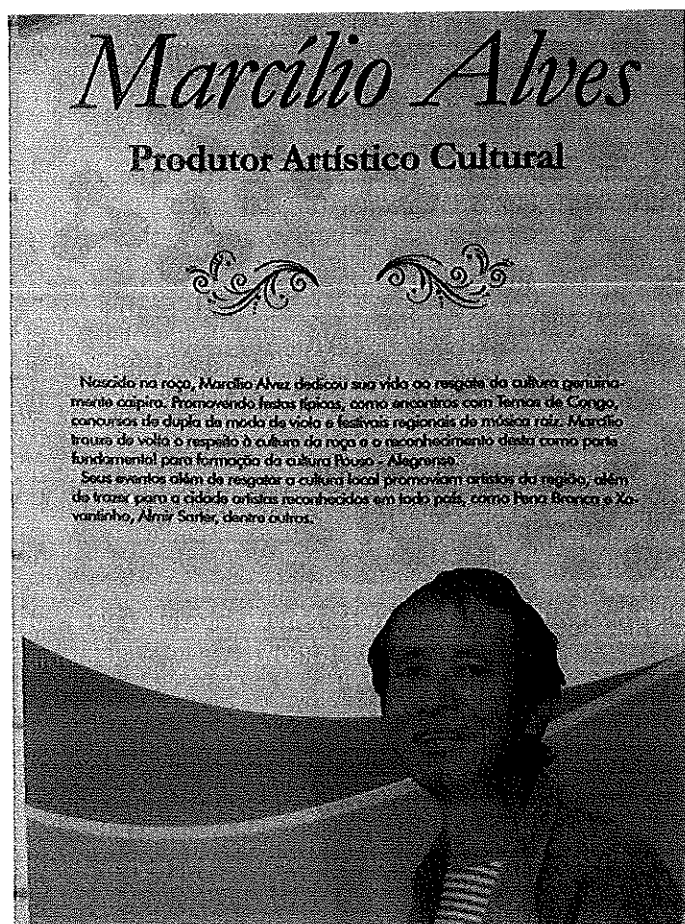 Marcílio Alves
Produtor Artístico Cultural
Nascido na roça, Marcílio Alvez dedicou sua vida ao resgate da cultura genuina-
mente caipira. Promovendo festas típicas, como encontros com Ternos de Congo,
concursos de dupla de moda de viola e festivais regionais de música raiz. Marcílio
trouxe de volta o respeito à cultura da roça e o reconhecimento desta como parte
fundamental para formação da cultura Pouso - Alegrense.
Seus eventos além de resgatar a cultura local promoviam artistas da região, além
de trazer para a cidade artistas reconhecidos em todo país, como Pena Branca e Xa-
vantinho, Almir Sarter, dentre outros.